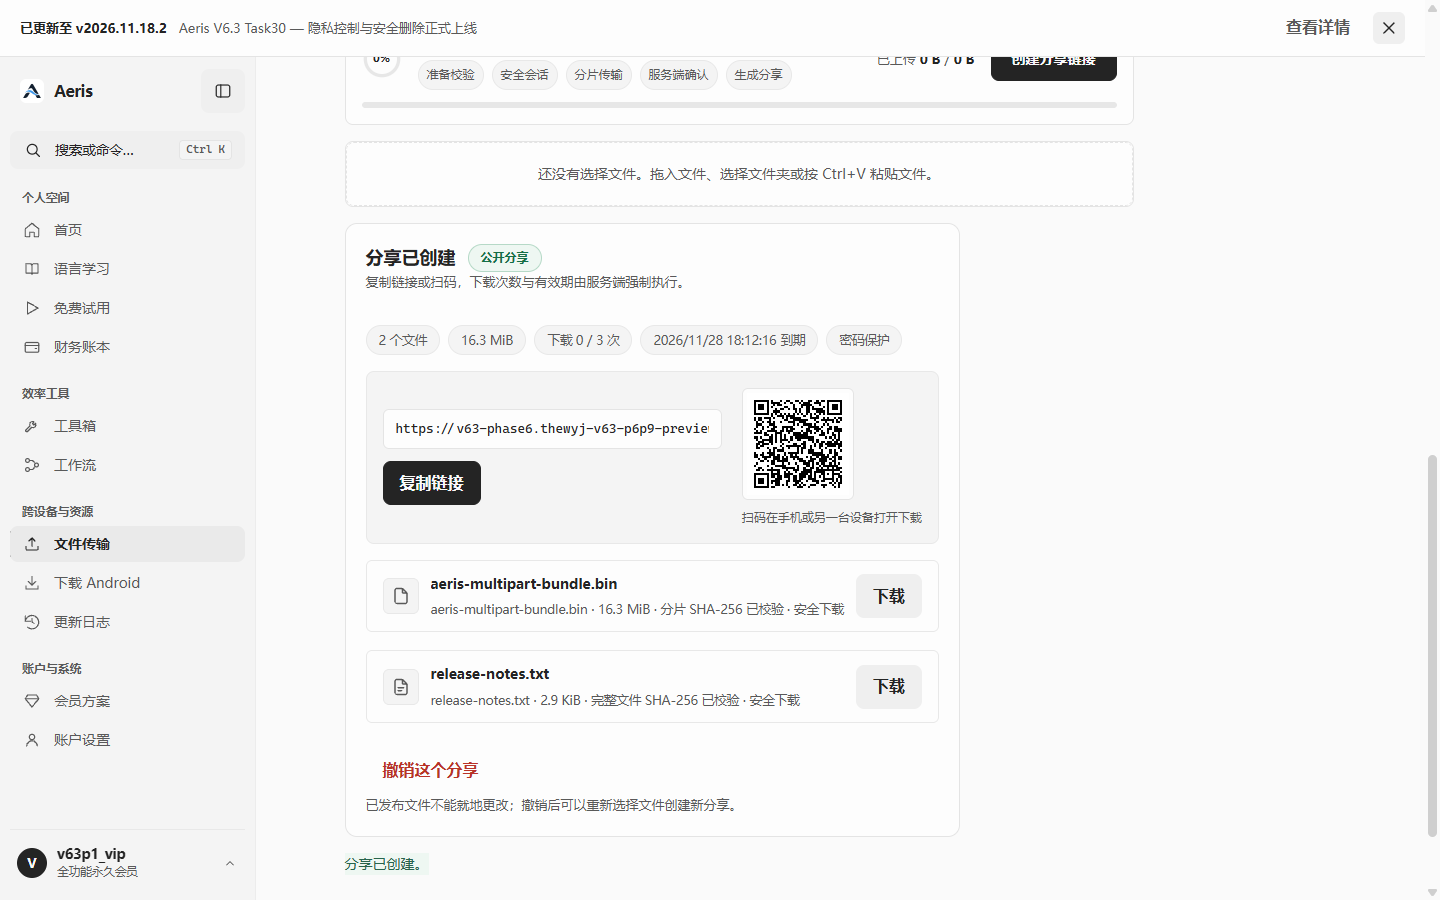 已更新至 v2026.11.18.2 Aeris V6.3 Task30 — 隐私控制与安全删除正式上线
查看详情
Aeris
搜索或命令... Ctrl K
个人空间
首页
语言学习
免费试用
财务账本
效率工具
工具箱
工作流
跨设备与资源
文件传输
下载 Android
更新日志
账户与系统
会员方案
账户设置
V
v63p1_vip
全功能永久会员
0%
准备校验 安全会话 分片传输 服务端确认 生成分享
已上传 0 B / 0 B
创建分享链接
还没有选择文件。拖入文件、选择文件夹或按 Ctrl+V 粘贴文件。
分享已创建 公开分享
复制链接或扫码，下载次数与有效期由服务端强制执行。
2 个文件 16.3 MiB 下载 0 / 3 次 2026/11/28 18:12:16 到期 密码保护
https://v63-phase6.thewyj-v63-p6p9-preview
复制链接
扫码在手机或另一台设备打开下载
aeris-multipart-bundle.bin
aeris-multipart-bundle.bin · 16.3 MiB · 分片 SHA-256 已校验 · 安全下载
下载
release-notes.txt
release-notes.txt · 2.9 KiB · 完整文件 SHA-256 已校验 · 安全下载
下载
撤销这个分享
已发布文件不能就地更改；撤销后可以重新选择文件创建新分享。
分享已创建。